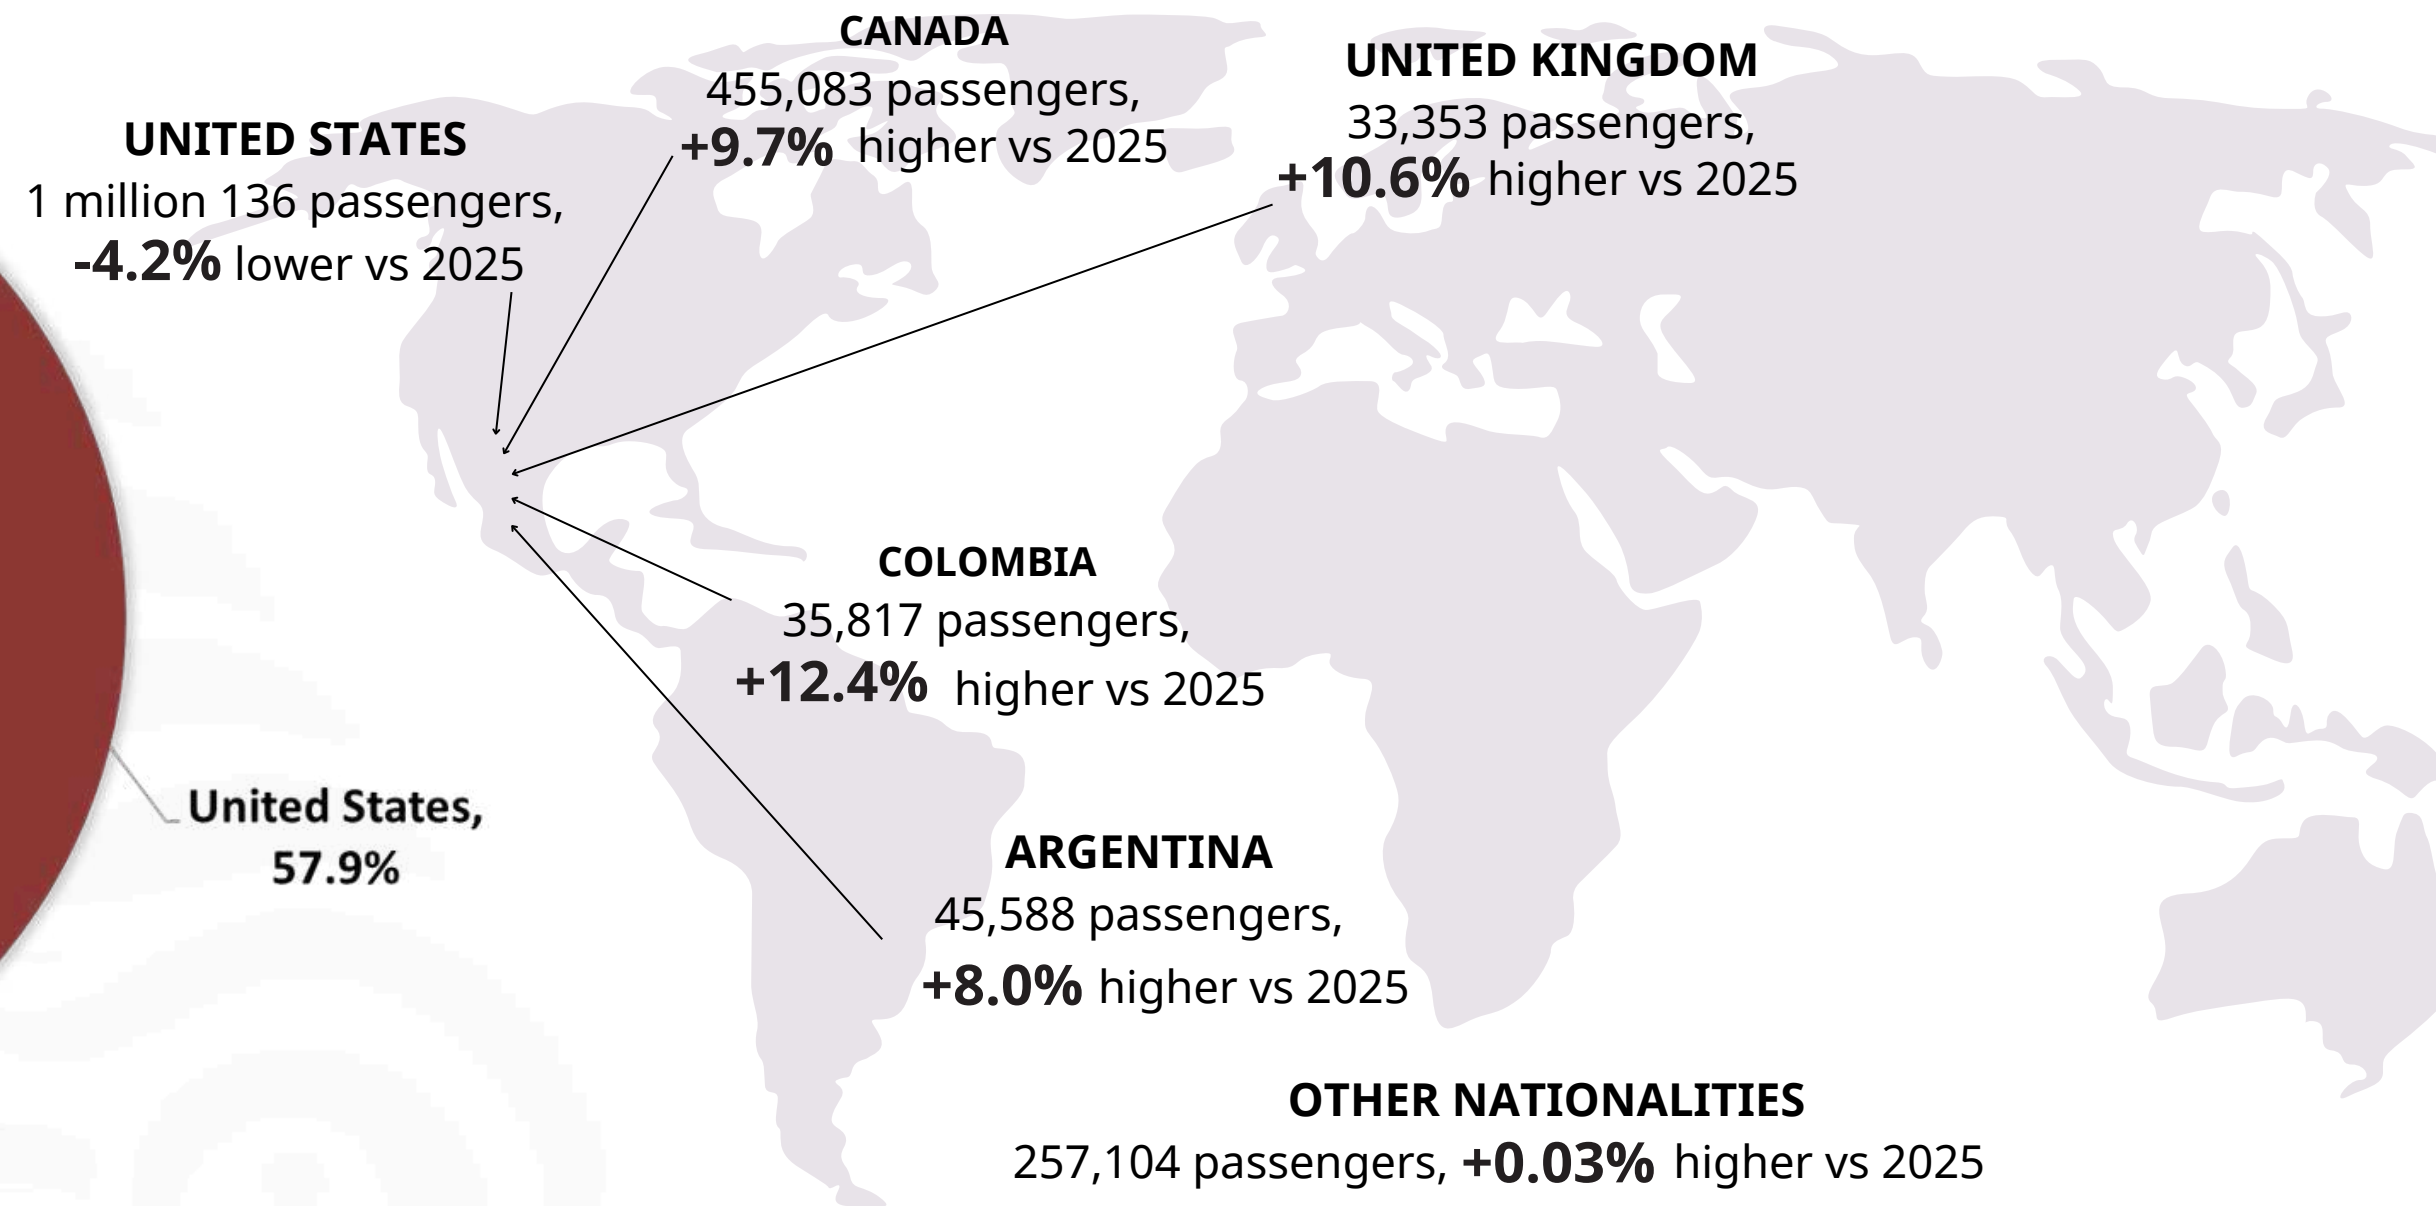 CANADA
455,083 passengers,
+9.7% higher vs 2025
UNITED KINGDOM
33,353 passengers,
+10.6% higher vs 2025
UNITED STATES
1 million 136 passengers,
-4.2% lower vs 2025
COLOMBIA
35,817 passengers,
+12.4% higher vs 2025
United States,
57.9%
ARGENTINA
45,588 passengers,
+8.0% higher vs 2025
OTHER NATIONALITIES
257,104 passengers, +0.03% higher vs 2025